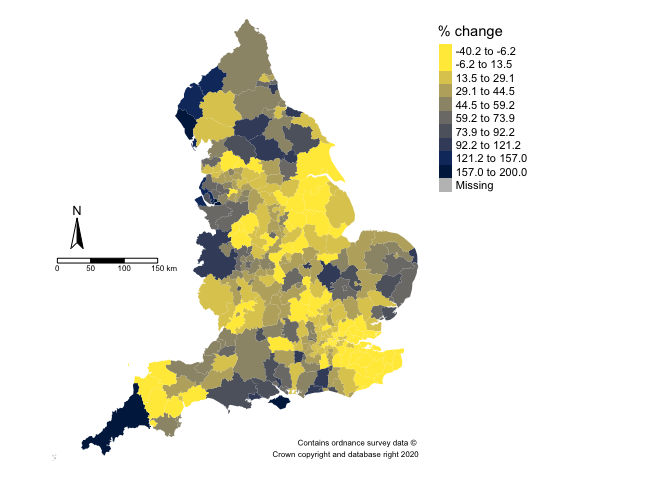 % change
-40.2 to -6.2
-6.2 to 13.5
13.5 to 29.1
29.1 to 44.5
44.5 to 59.2
59.2 to 73.9
73.9 to 92.2
92.2 to 121.2
121.2 to 157.0
157.0 to 200.0
Missing
N
0 50 100 150 km
Contains ordnance survey data ©
Crown copyright and database right 2020